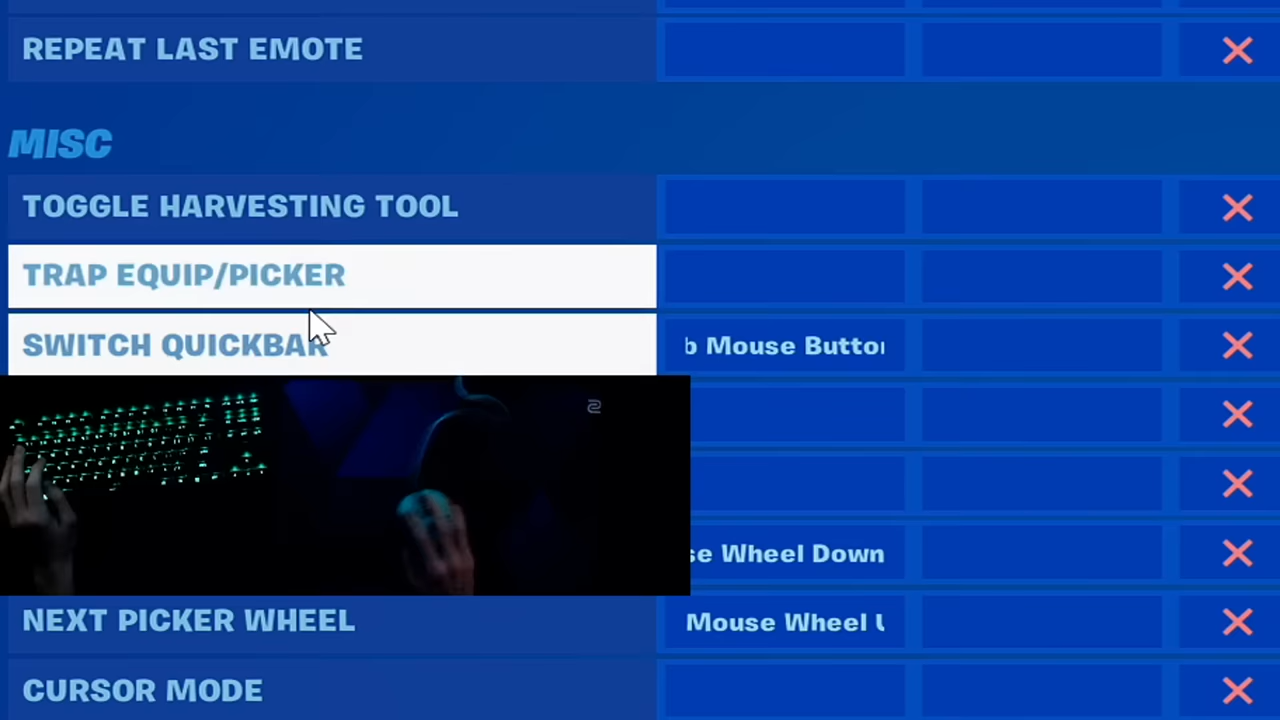 REPEAT LAST EMOTE
MISC
TOGGLE HARVESTING TOOL
TRAP EQUIP/PICKER
SWITCH QUICKBAR
b Mouse Button
se Wheel Down
NEXT PICKER WHEEL
Mouse Wheel U
CURSOR MODE